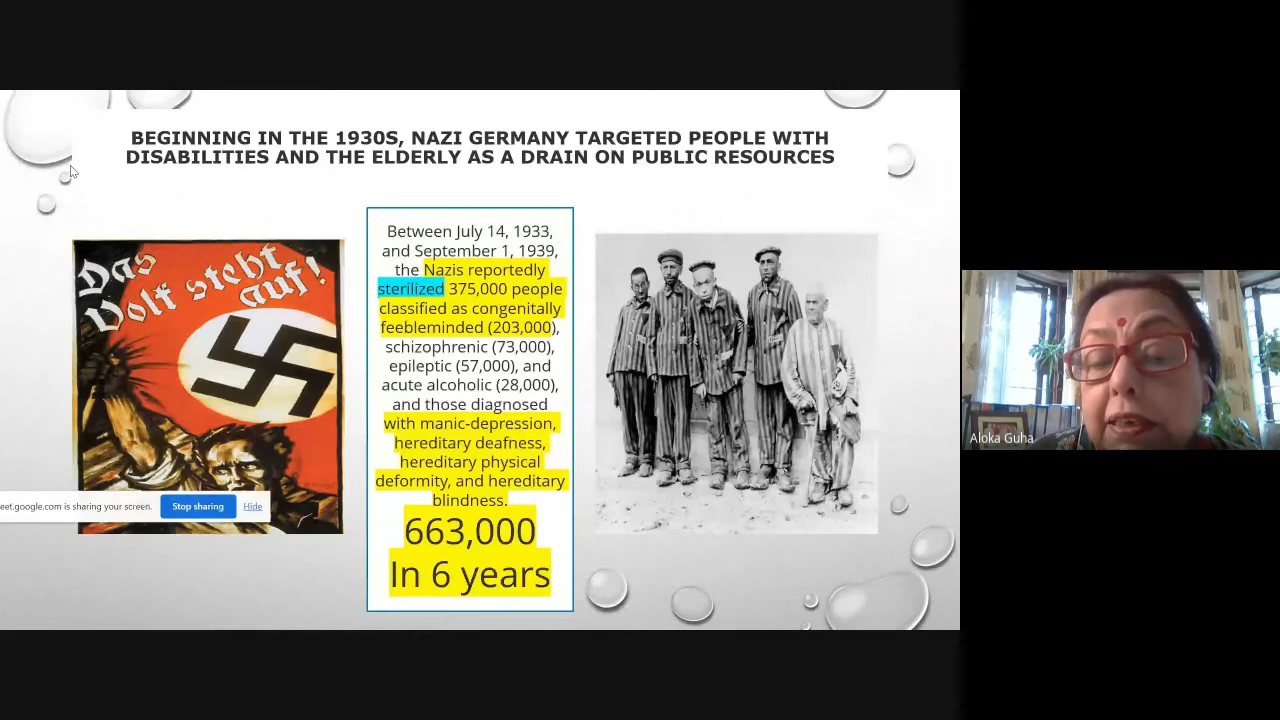 BEGINNING IN THE 1930S, NAZI GERMANY TARGETED PEOPLE WITH
DISABILITIES AND THE ELDERLY AS A DRAIN ON PUBLIC RESOURCES
Das
Volk steht
auf!
Between July 14, 1933,
and September 1, 1939,
the Nazis reportedly
sterilized 375,000 people
classified as congenitally
feebleminded (203,000),
schizophrenic (73,000),
epileptic (57,000), and
acute alcoholic (28,000),
and those diagnosed
with manic-depression,
hereditary deafness,
hereditary physical
deformity, and hereditary
blindness.
663,000
In 6 years
eet.google.com is sharing your screen. Stop sharing Hide
Aloka Guha